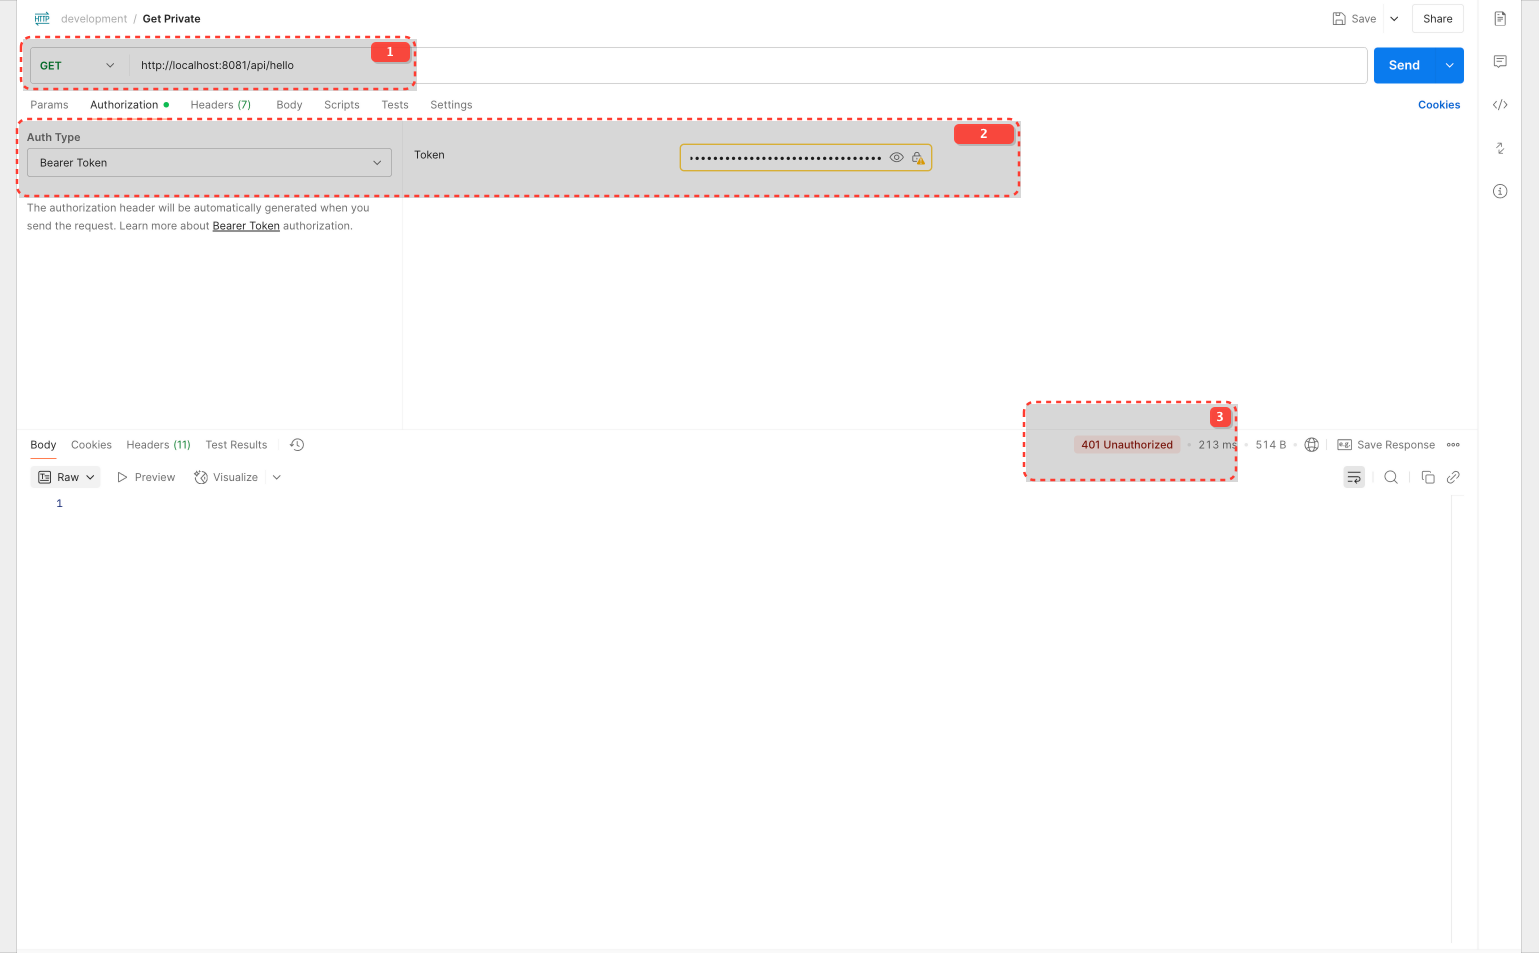 HTTP development / Get Private Save Share
1
GET http://localhost:8081/api/hello Send
Params Authorization Headers (7) Body Scripts Tests Settings Cookies
2
Auth Type
Bearer Token
Token ••••••••••••••••••••••••••••••••
The authorization header will be automatically generated when you
send the request. Learn more about Bearer Token authorization.
3
Body Cookies Headers (11) Test Results 401 Unauthorized • 213 ms • 514 B • e.g. Save Response
Raw Preview Visualize
1